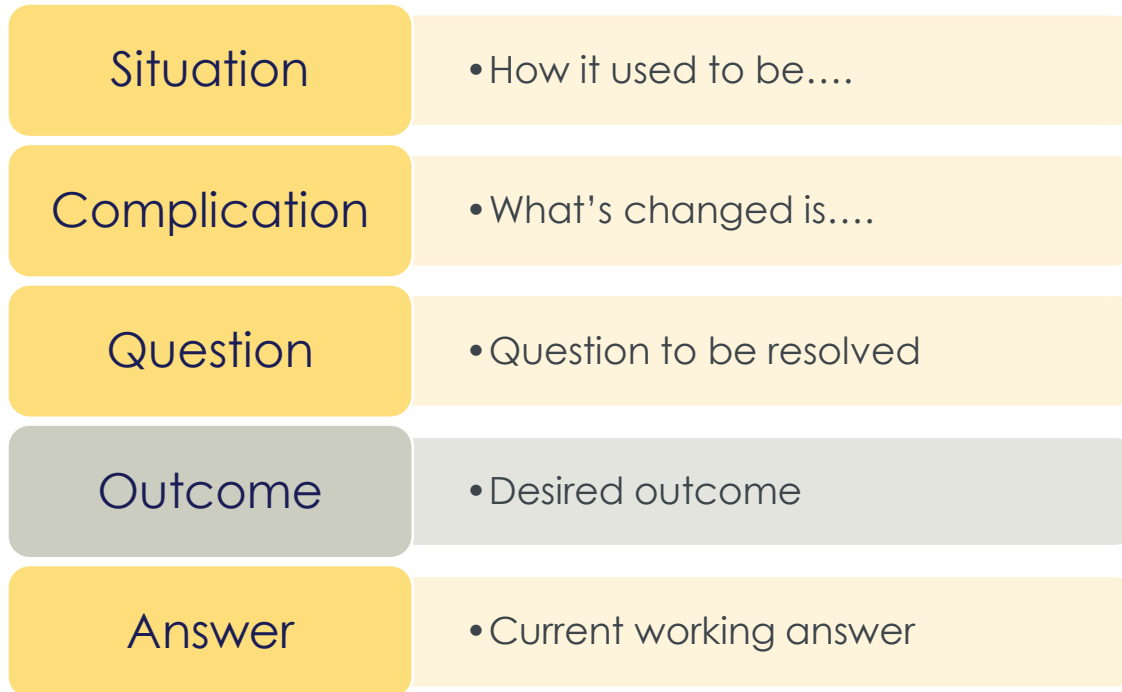 Situation
•How it used to be....
Complication
•What’s changed is....
Question
•Question to be resolved
Outcome
•Desired outcome
Answer
•Current working answer